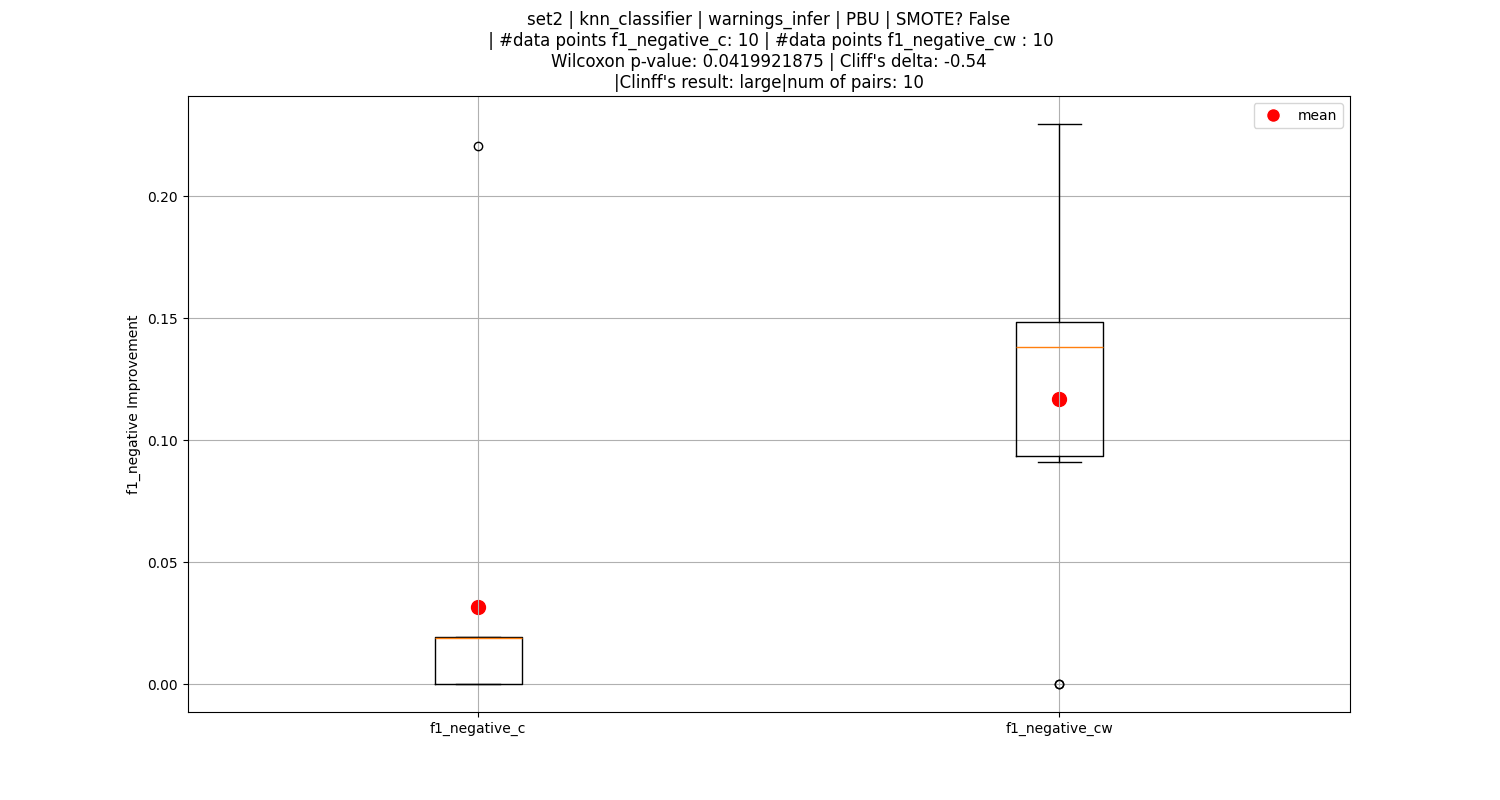 set2 | knn_classifier | warnings_infer | PBU | SMOTE? False
| #data points f1_negative_c: 10 | #data points f1_negative_cw : 10
Wilcoxon p-value: 0.0419921875 | Cliff's delta: -0.54
|Clinff's result: large|num of pairs: 10
mean
0.20
0.15
0.10
0.05
0.00
f1_negative Improvement
f1_negative_c
f1_negative_cw